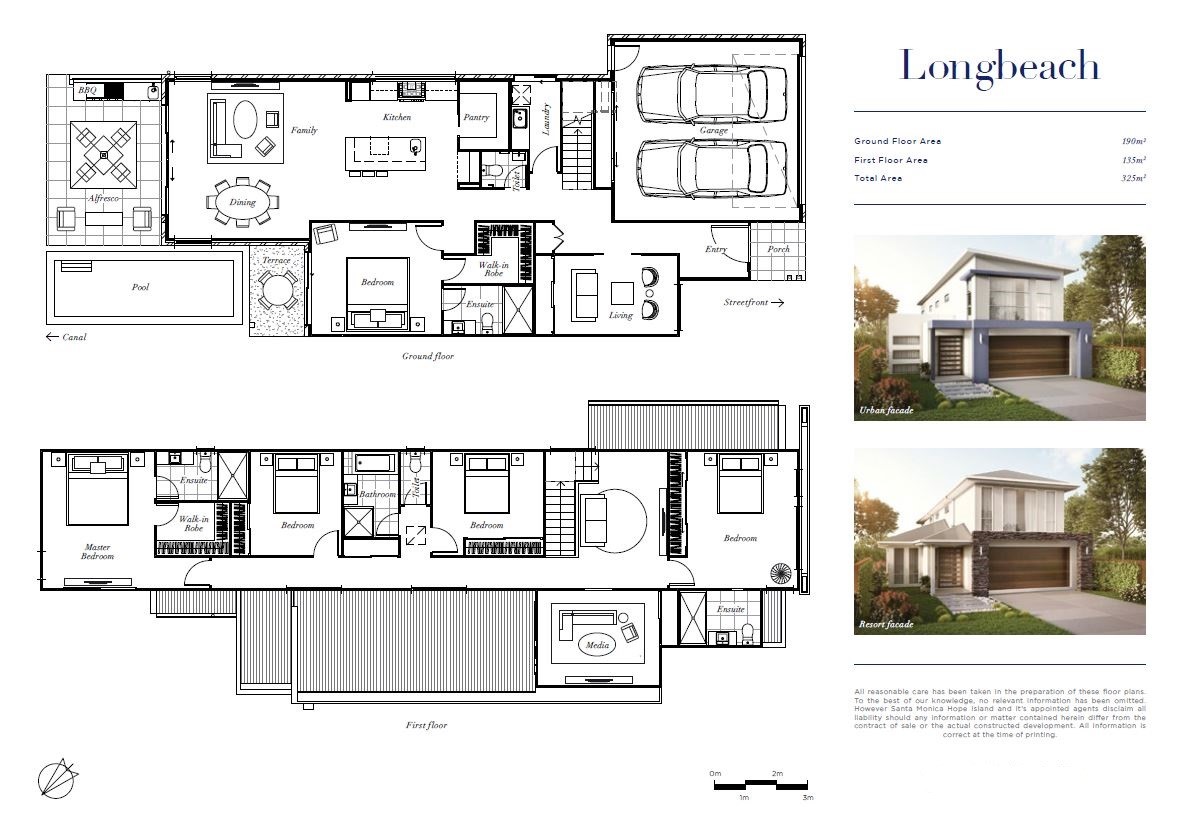 Longbeach
Ground Floor Area 190m²
First Floor Area 135m²
Total Area 325m²
BBQ
Family
Kitchen
Pantry
Laundry
Garage
Toilet
Alfresco
Dining
Terrace
Walk-in
Robe
Entry
Porch
Pool
Bedroom
Ensuite
Living
Streetfront
Canal
Ground floor
Urban facade
Ensuite
Bathroom
Toilet
Walk-in
Robe
Bedroom
Bedroom
Bedroom
Master
Bedroom
Ensuite
Media
First floor
Resort facade
All reasonable care has been taken in the preparation of these floor plans.
To the best of our knowledge, no relevant information has been omitted.
However Santa Monica Hope Island and it's appointed agents disclaim all
liability should any information or matter contained herein differ from the
contract of sale or the actual constructed development. All information is
correct at the time of printing.
0m 2m
1m 3m